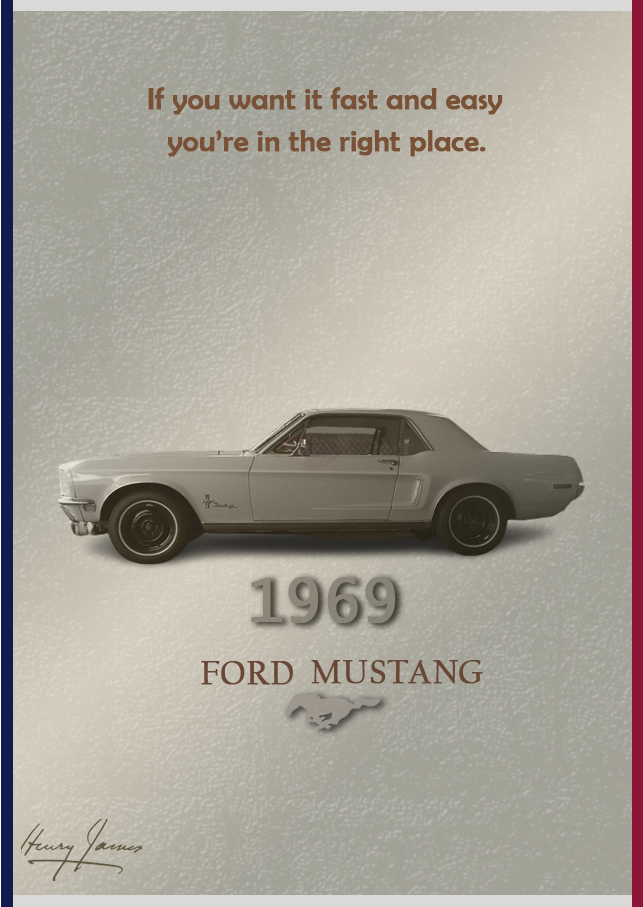 If you want it fast and easy
you're in the right place.
1969
FORD MUSTANG
Henry James